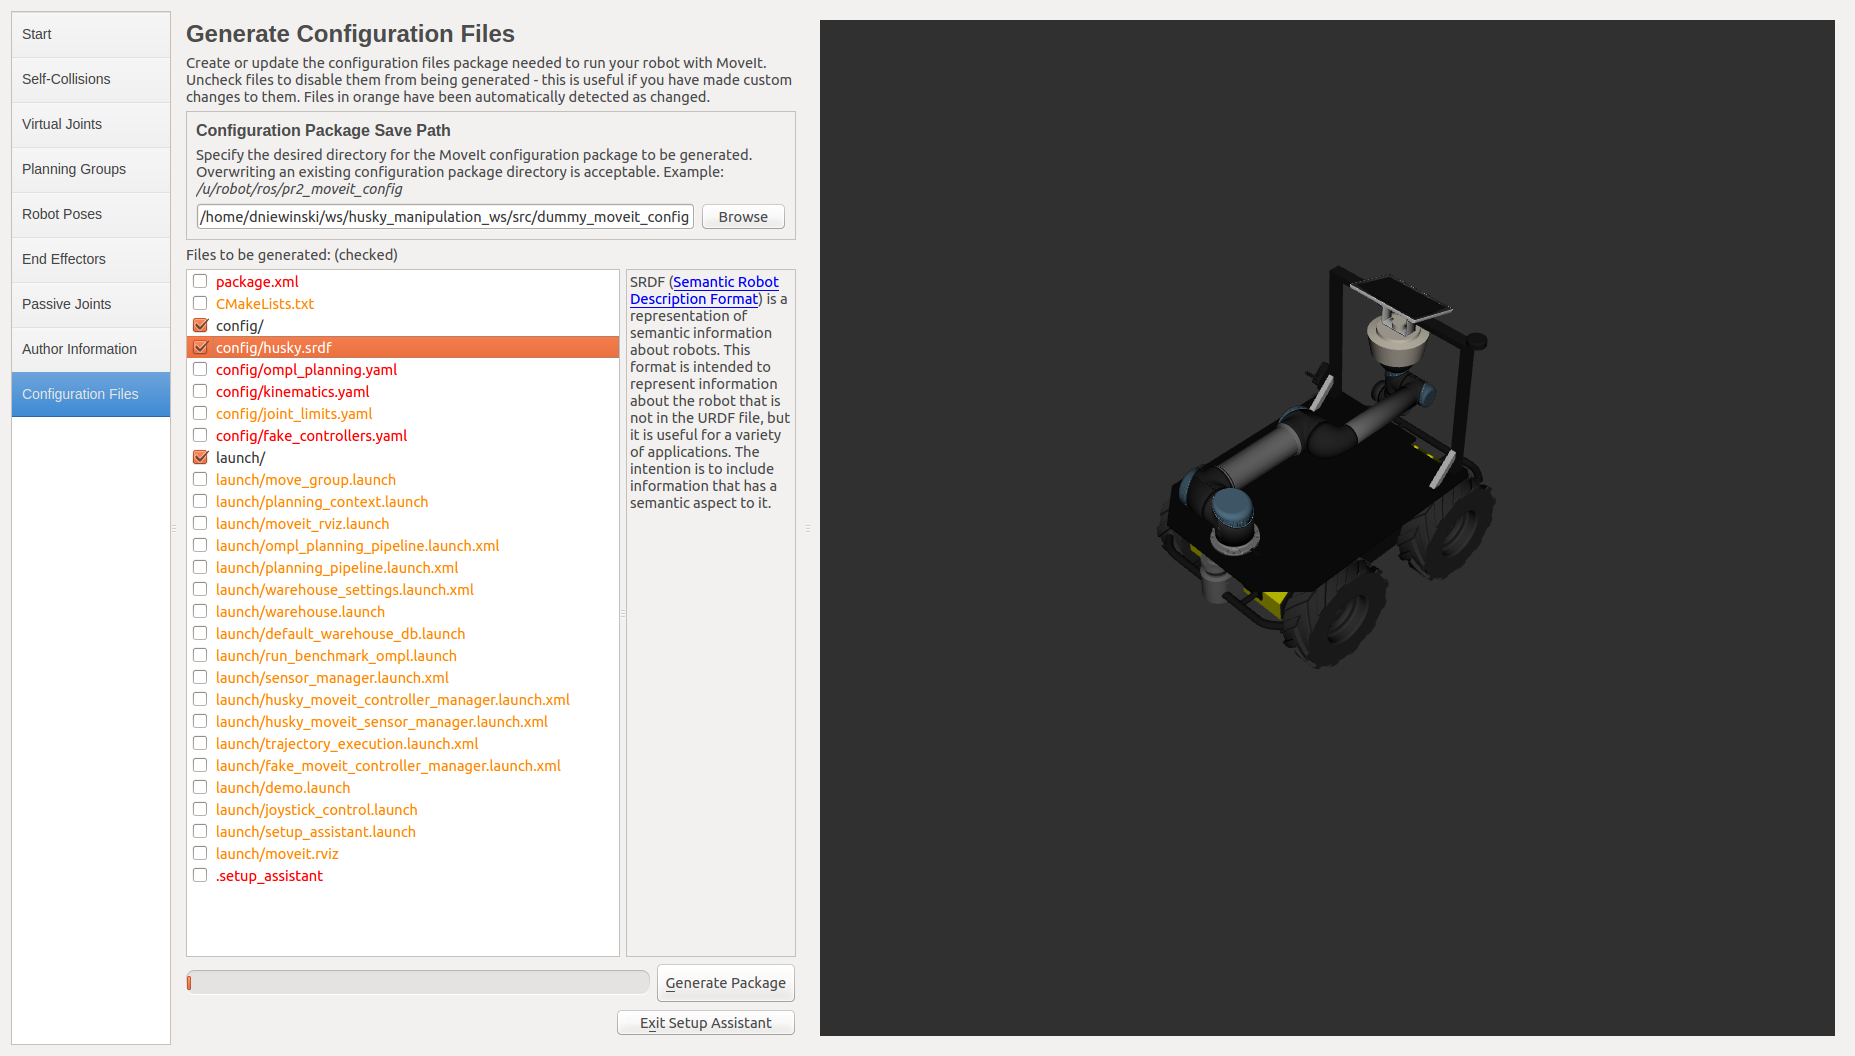 Start
Self-Collisions
Virtual Joints
Planning Groups
Robot Poses
End Effectors
Passive Joints
Author Information
Configuration Files
Generate Configuration Files
Create or update the configuration files package needed to run your robot with MoveIt.
Uncheck files to disable them from being generated - this is useful if you have made custom
changes to them. Files in orange have been automatically detected as changed.
Configuration Package Save Path
Specify the desired directory for the MoveIt configuration package to be generated.
Overwriting an existing configuration package directory is acceptable. Example:
/u/robot/ros/pr2_moveit_config
/home/dniewinski/ws/husky_manipulation_ws/src/dummy_moveit_config
Browse
Files to be generated: (checked)
package.xml
CMakeLists.txt
config/
config/husky.srdf
config/ompl_planning.yaml
config/kinematics.yaml
config/joint_limits.yaml
config/fake_controllers.yaml
launch/
launch/move_group.launch
launch/planning_context.launch
launch/moveit_rviz.launch
launch/ompl_planning_pipeline.launch.xml
launch/planning_pipeline.launch.xml
launch/warehouse_settings.launch.xml
launch/warehouse.launch
launch/default_warehouse_db.launch
launch/run_benchmark_ompl.launch
launch/sensor_manager.launch.xml
launch/husky_moveit_controller_manager.launch.xml
launch/husky_moveit_sensor_manager.launch.xml
launch/trajectory_execution.launch.xml
launch/fake_moveit_controller_manager.launch.xml
launch/demo.launch
launch/joystick_control.launch
launch/setup_assistant.launch
launch/moveit.rviz
.setup_assistant
SRDF (Semantic Robot
Description Format) is a
representation of
semantic information
about robots. This
format is intended to
represent information
about the robot that is
not in the URDF file, but
it is useful for a variety
of applications. The
intention is to include
information that has a
semantic aspect to it.
Generate Package
Exit Setup Assistant